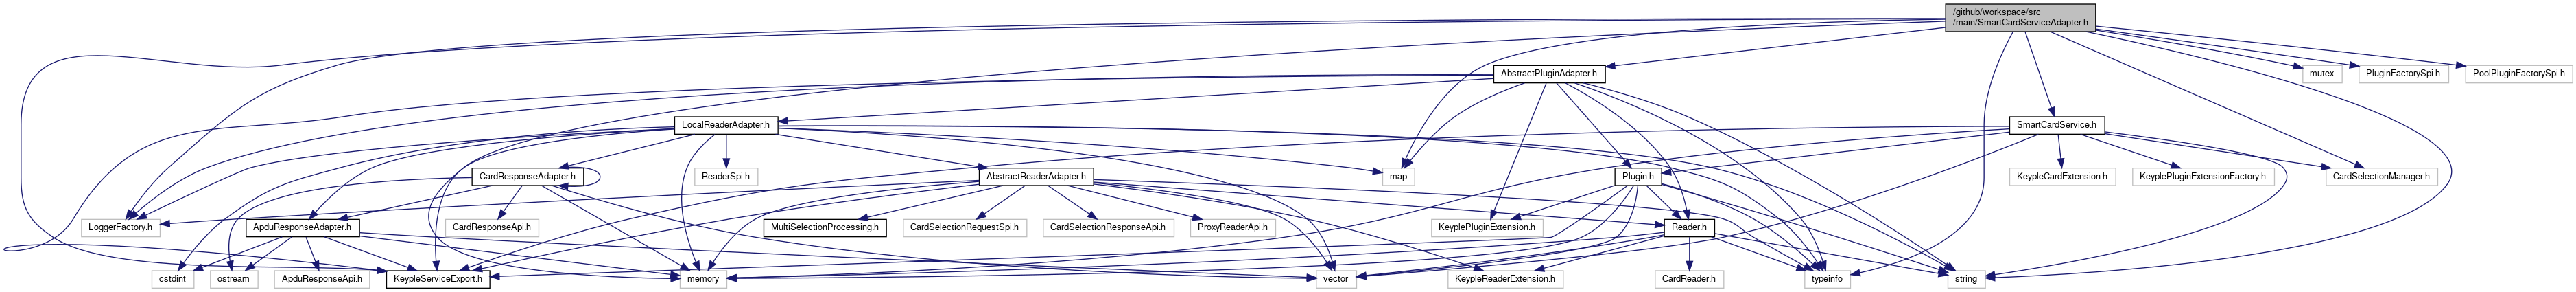 /github/workspace/src
/main/SmartCardServiceAdapter.h
AbstractPluginAdapter.h
mutex
PluginFactorySpi.h
PoolPluginFactorySpi.h
LocalReaderAdapter.h
SmartCardService.h
CardResponseAdapter.h
ReaderSpi.h
AbstractReaderAdapter.h
map
Plugin.h
KeypleCardExtension.h
KeyplePluginExtensionFactory.h
CardSelectionManager.h
LoggerFactory.h
ApduResponseAdapter.h
CardResponseApi.h
MultiSelectionProcessing.h
CardSelectionRequestSpi.h
CardSelectionResponseApi.h
ProxyReaderApi.h
KeyplePluginExtension.h
Reader.h
cstdint
ostream
ApduResponseApi.h
KeypleServiceExport.h
memory
vector
KeypleReaderExtension.h
CardReader.h
typeinfo
string